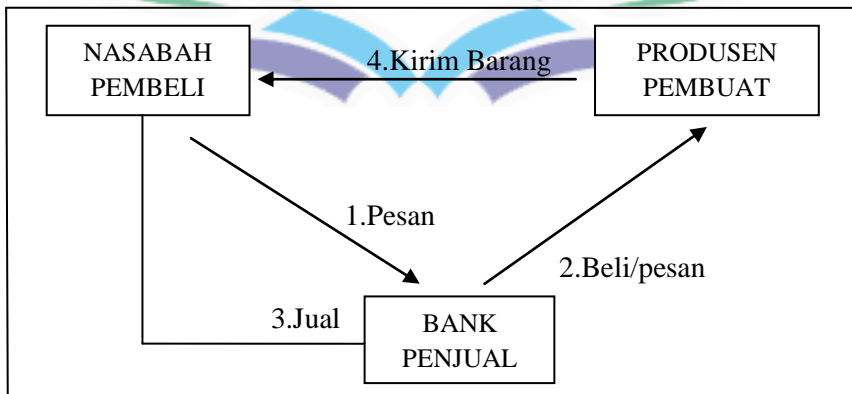 NASABAH
PEMBELI
4.Kirim Barang
PRODUSEN
PEMBUAT
1.Pesan
2.Beli/pesan
3.Jual
BANK
PENJUAL